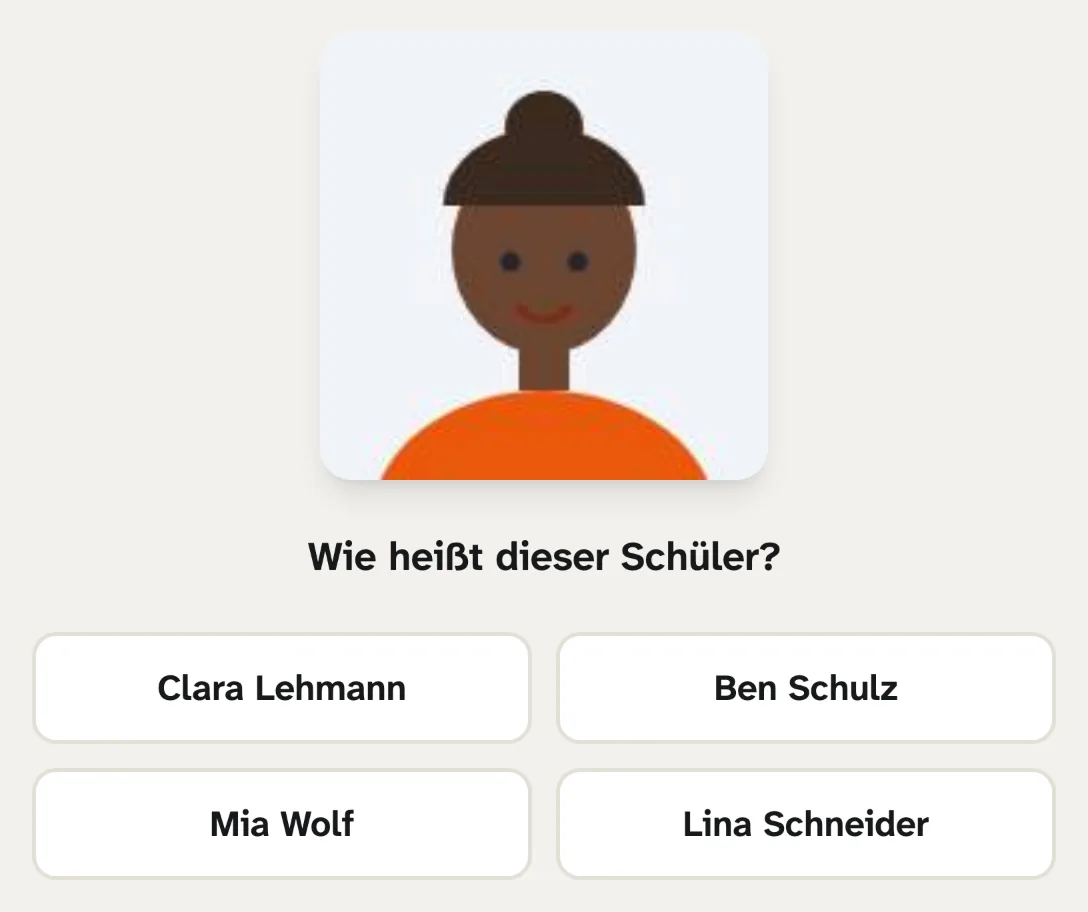 Wie heißt dieser Schüler?
Clara Lehmann
Ben Schulz
Mia Wolf
Lina Schneider